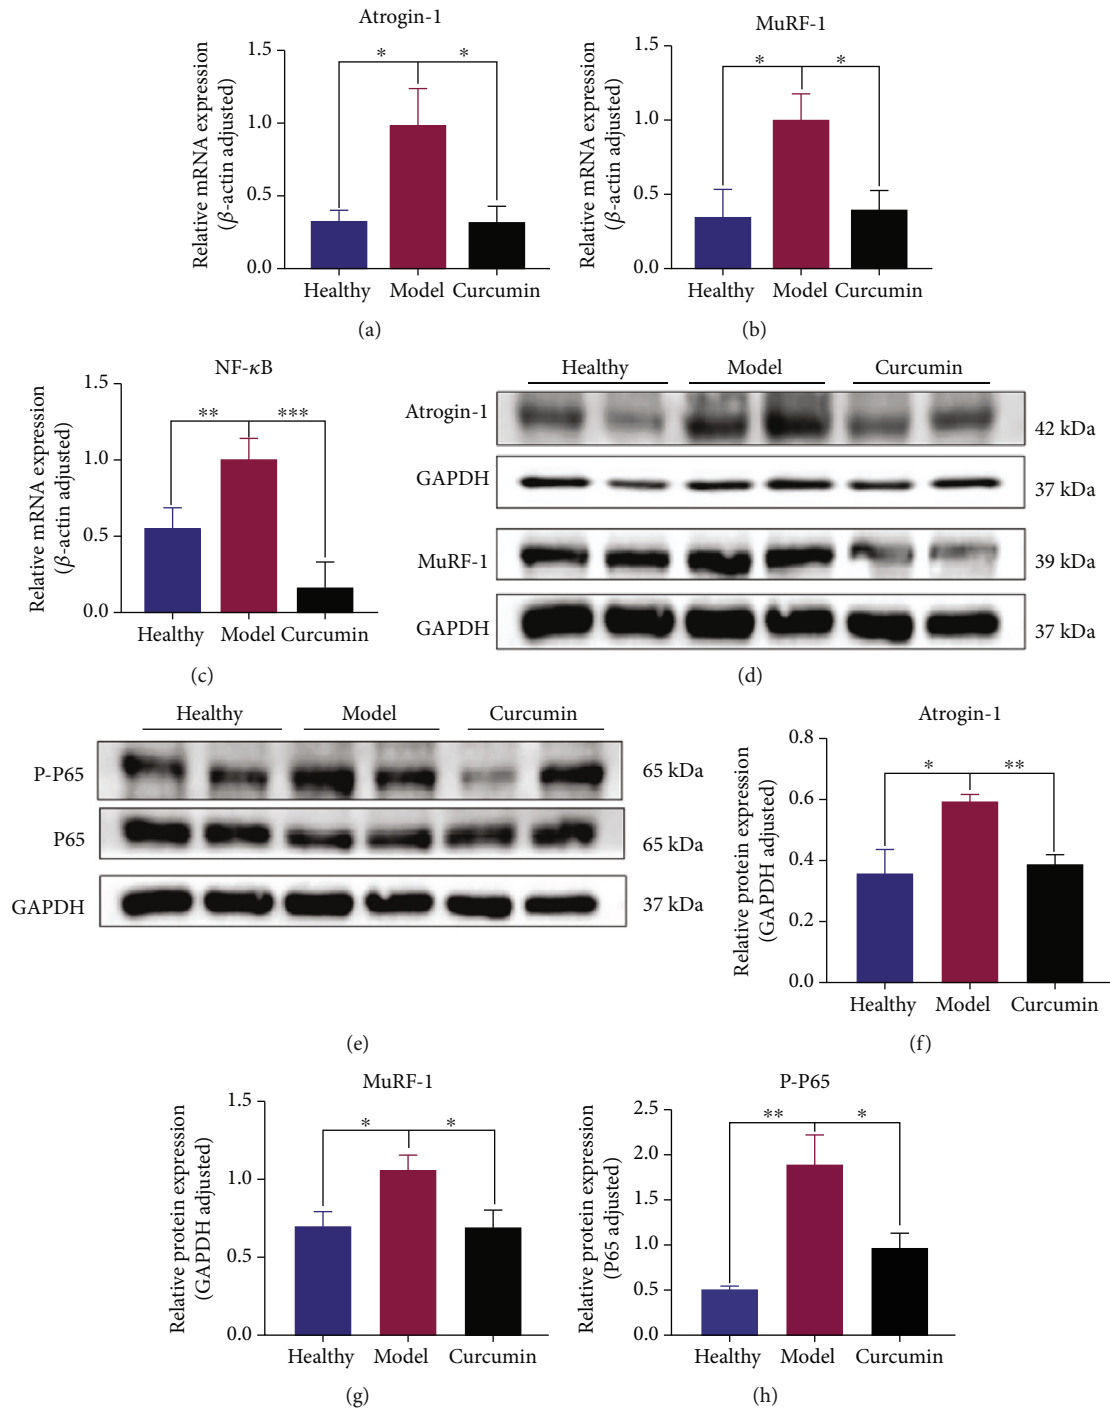 Atrogin-1
Relative mRNA expression
(β-actin adjusted)
1.5
1.0
0.5
0.0
*
*
Healthy Model Curcumin
(a)
MuRF-1
Relative mRNA expression
(β-actin adjusted)
1.5
1.0
0.5
0.0
*
*
Healthy Model Curcumin
(b)
NF-κB
Relative mRNA expression
(β-actin adjusted)
1.5
1.0
0.5
0.0
**
***
Healthy Model Curcumin
(c)
Healthy Model Curcumin
Atrogin-1 42 kDa
GAPDH 37 kDa
MuRF-1 39 kDa
GAPDH 37 kDa
(d)
Healthy Model Curcumin
P-P65 65 kDa
P65 65 kDa
GAPDH 37 kDa
(e)
Atrogin-1
Relative protein expression
(GAPDH adjusted)
0.8
0.6
0.4
0.2
0.0
*
**
Healthy Model Curcumin
(f)
MuRF-1
Relative protein expression
(GAPDH adjusted)
1.5
1.0
0.5
0.0
*
*
Healthy Model Curcumin
(g)
P-P65
Relative protein expression
(P65 adjusted)
2.5
2.0
1.5
1.0
0.5
0.0
**
*
Healthy Model Curcumin
(h)